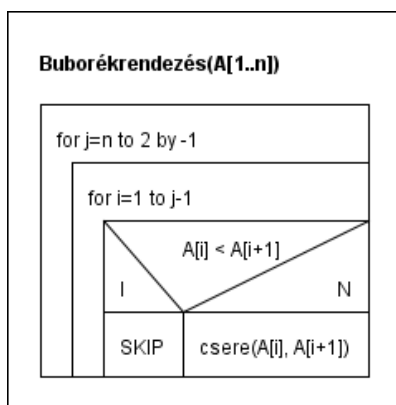 Buborékrendezés(A[1..n])
for j=n to 2 by -1
for i=1 to j-1
A[i] < A[i+1]
I N
SKIP csere(A[i], A[i+1])